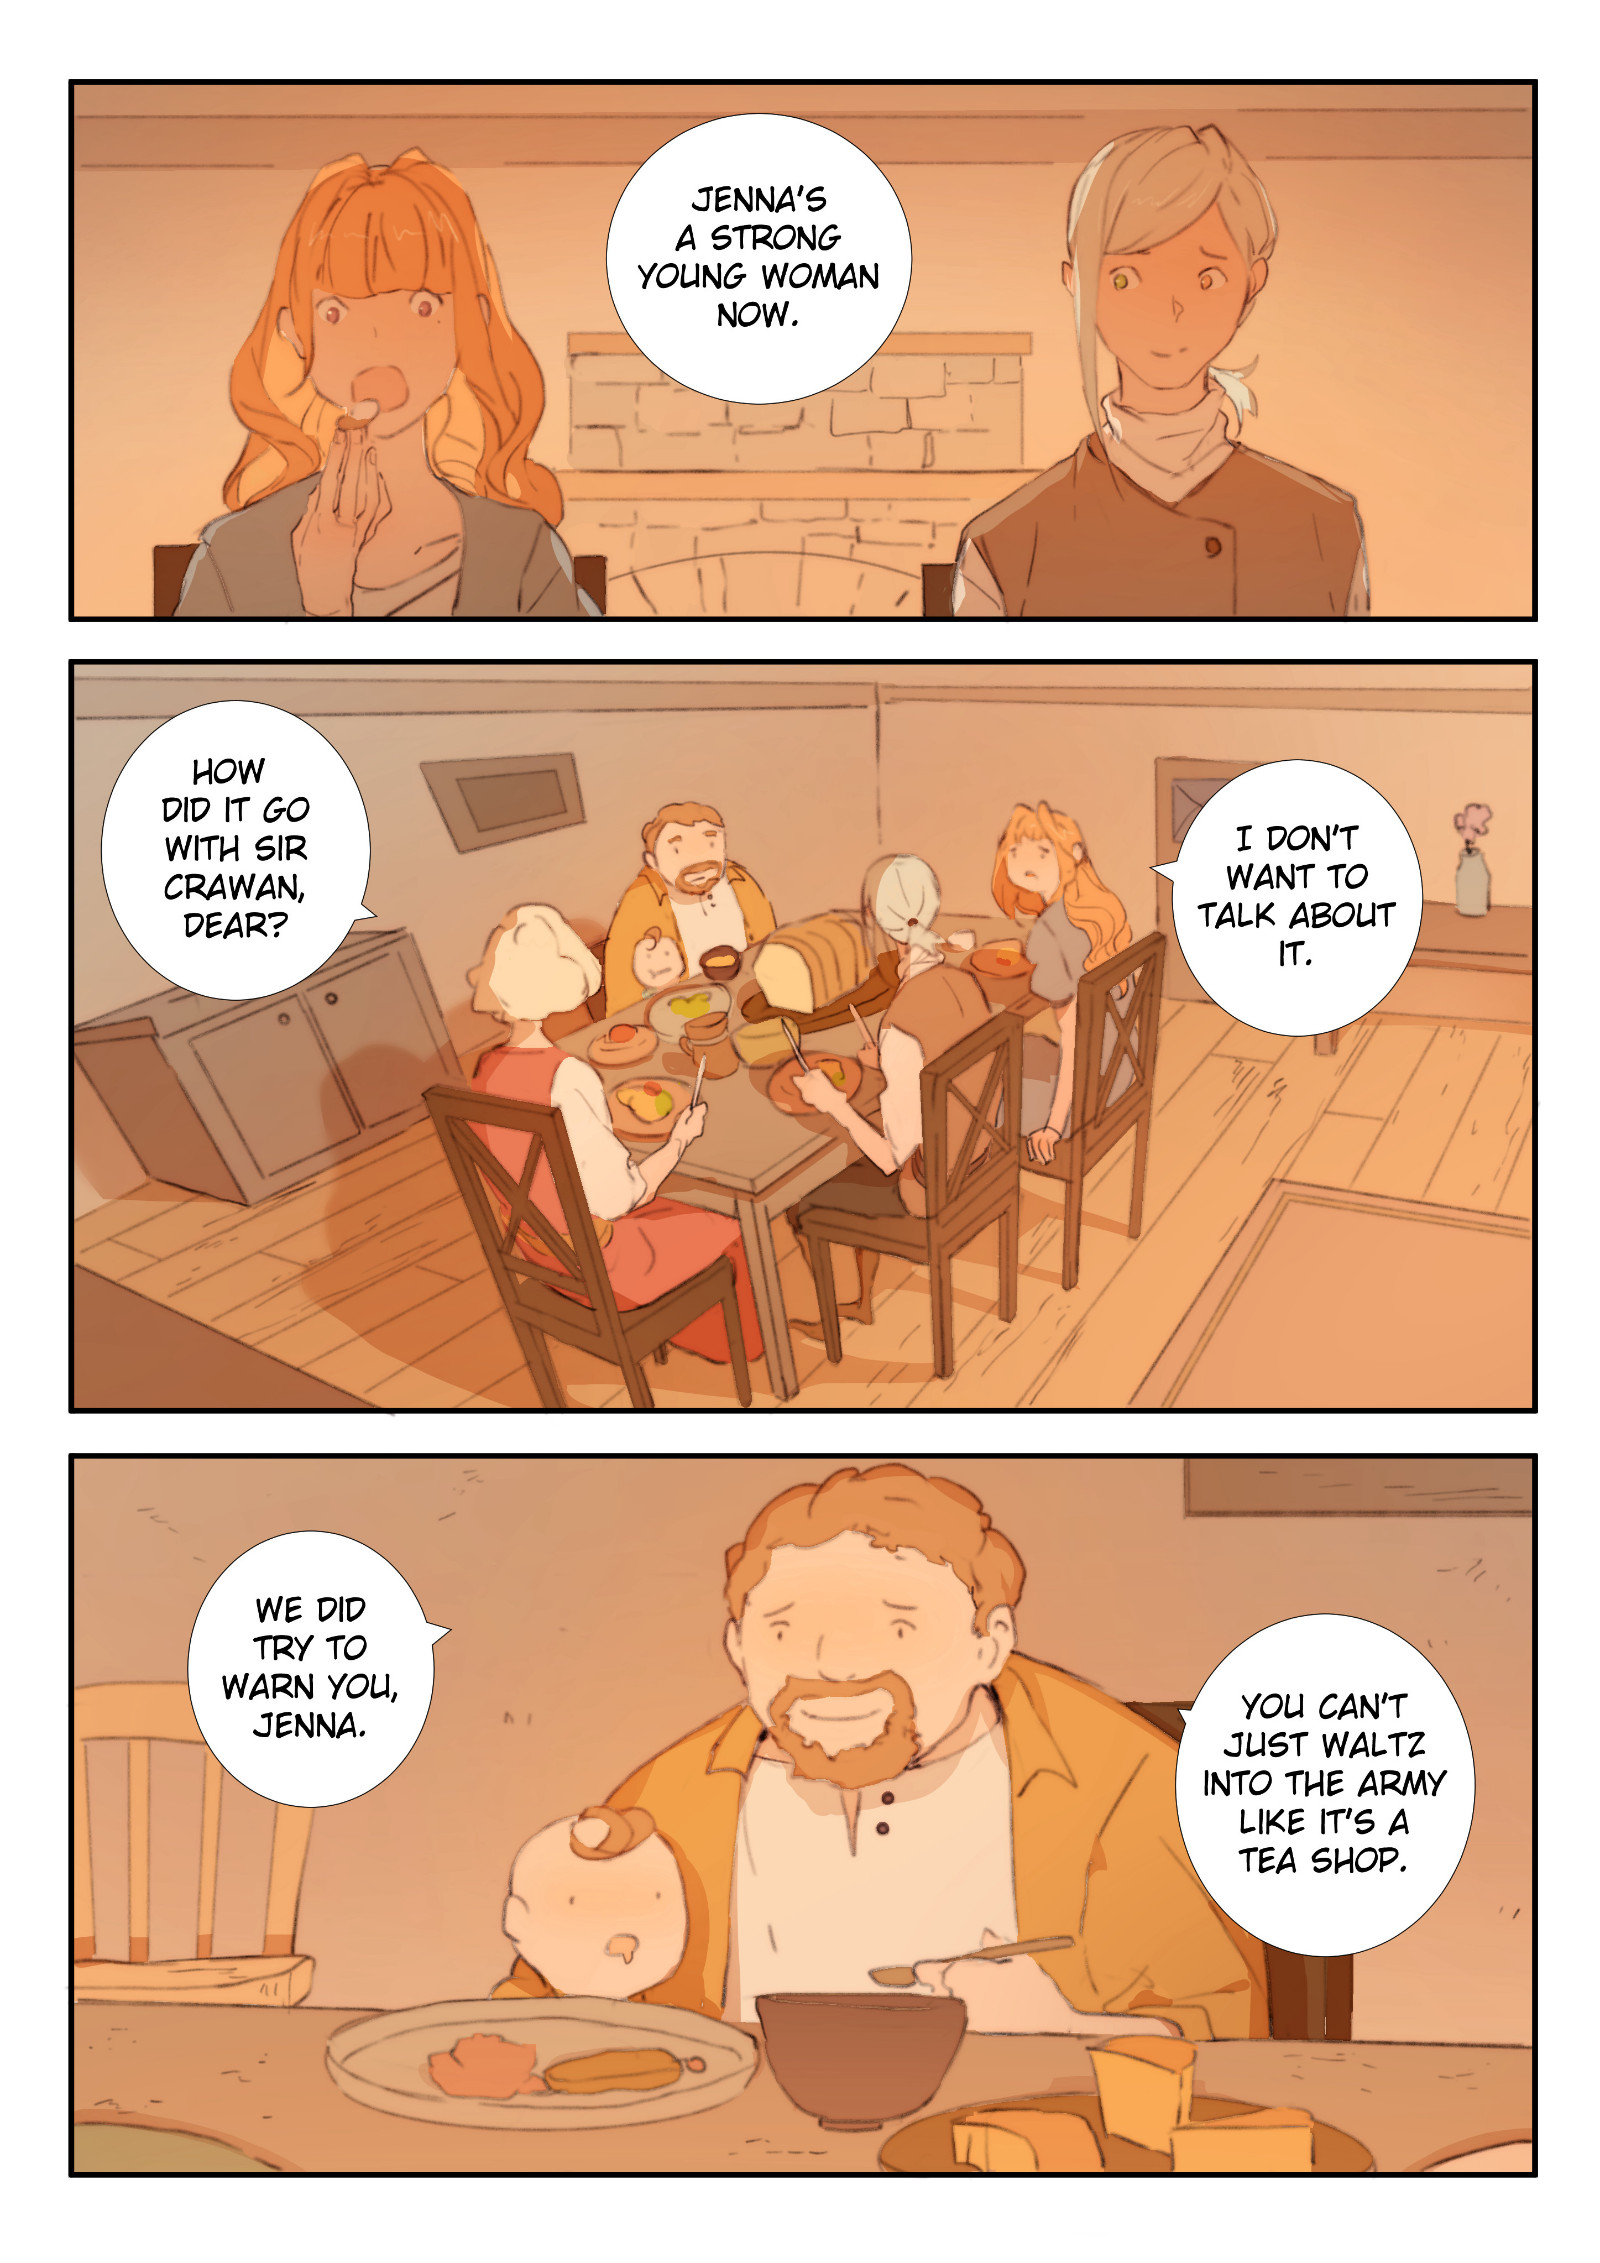 JENNA'S
A STRONG
YOUNG WOMAN
NOW.
HOW
DID IT GO
WITH SIR
CRAWAN,
DEAR?
I DON'T
WANT TO
TALK ABOUT
IT.
WE DID
TRY TO
WARN YOU,
JENNA.
YOU CAN'T
JUST WALTZ
INTO THE ARMY
LIKE IT'S A
TEA SHOP.